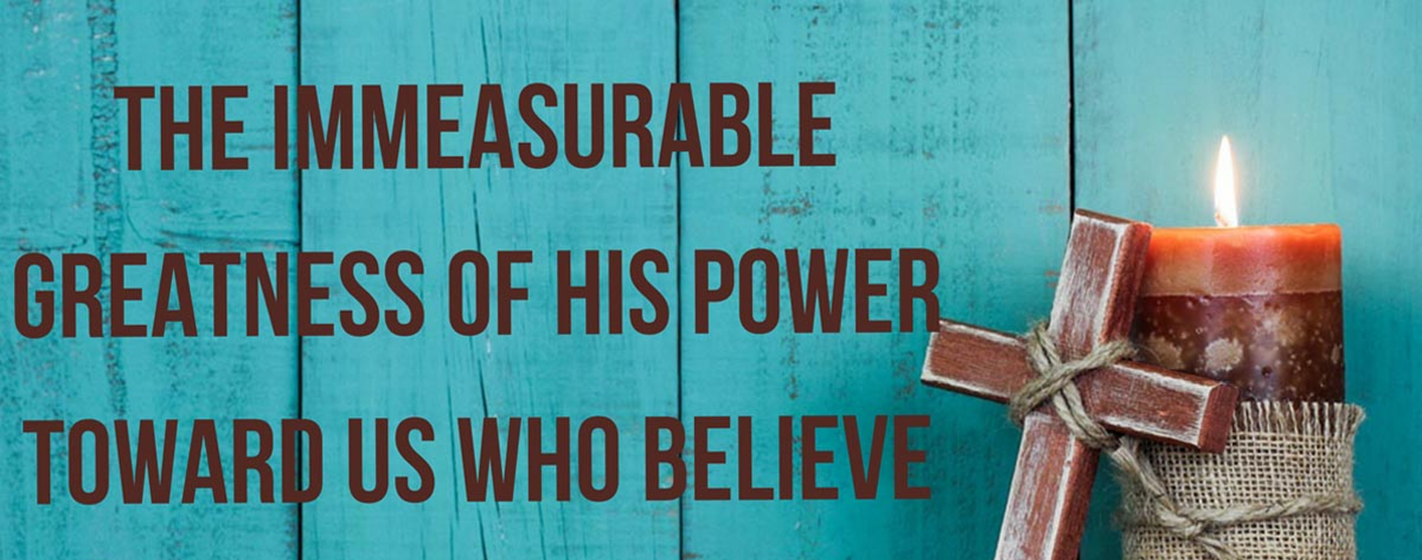 THE IMMEASURABLE
GREATNESS OF HIS POWER
TOWARD US WHO BELIEVE